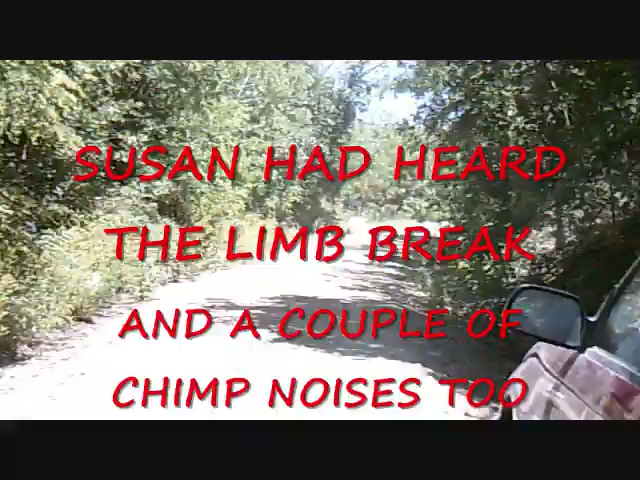 SUSAN HAD HEARD
THE LIMB BREAK
AND A COUPLE OF
CHIMP NOISES TOO